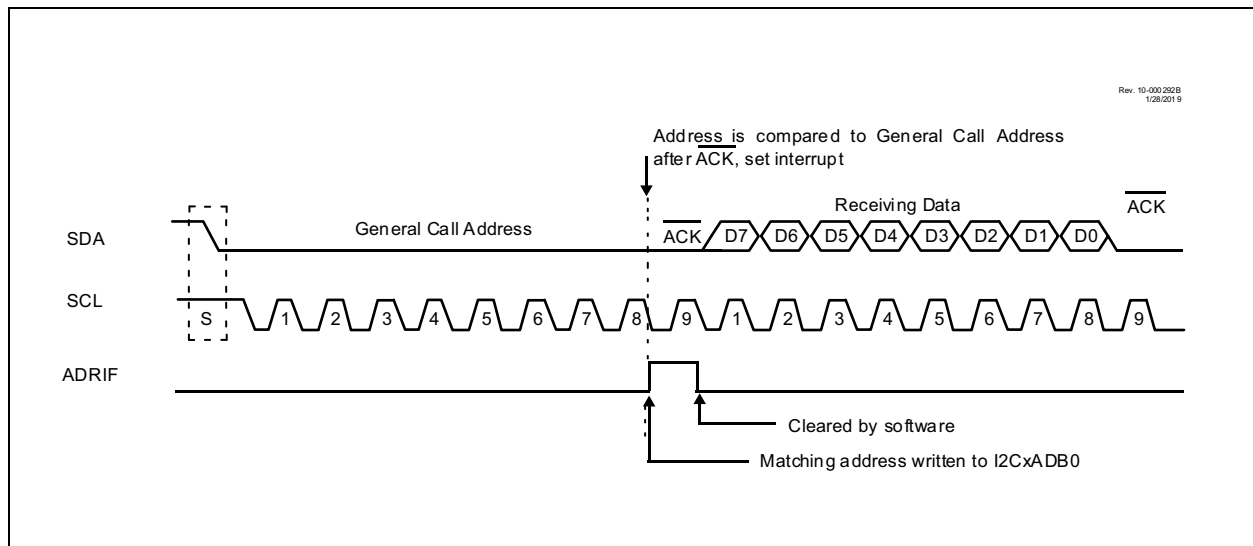 Rev. 10-000292B
1/28/2019
Address is compared to General Call Address
after ACK, set interrupt
Receiving Data
ACK
SDA
General Call Address
ACK
D7 D6 D5 D4 D3 D2 D1 D0
SCL
S
1 2 3 4 5 6 7 8 9 1 2 3 4 5 6 7 8 9
ADRIF
Cleared by software
Matching address written to I2CxADB0